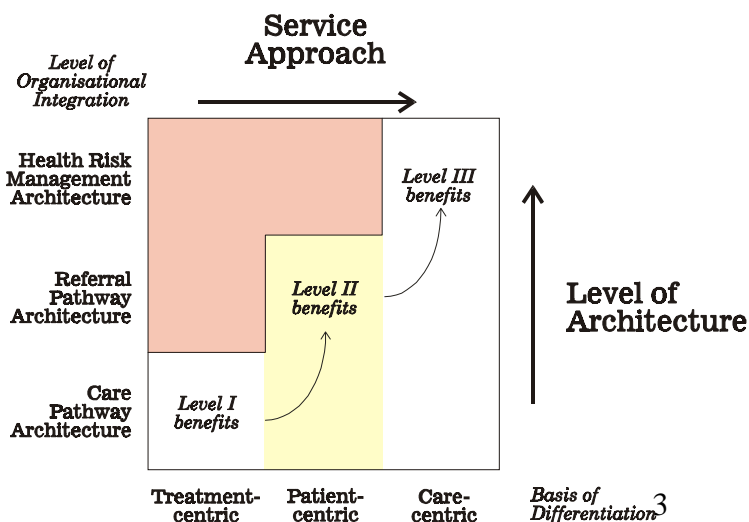 Service
Approach
Level of
Organisational
Integration
Health Risk
Management
Architecture
Level III
benefits
Referral
Pathway
Architecture
Level II
benefits
Level of
Architecture
Care
Pathway
Architecture
Level I
benefits
Treatment-
centric
Patient-
centric
Care-
centric
Basis of
Differentiation
3